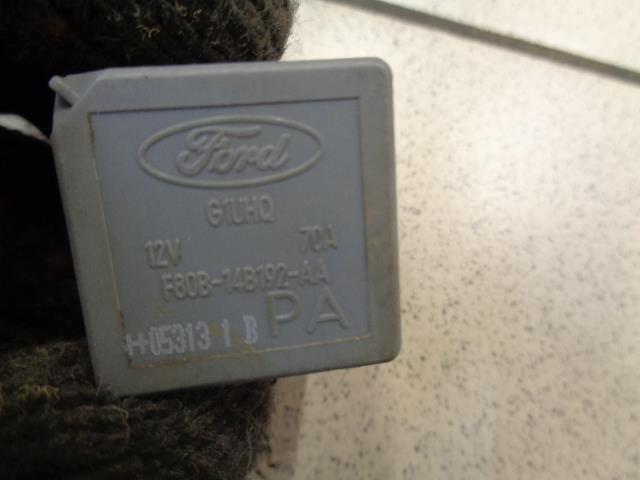 Ford
G1UHQ
12V 70A
F80B-14B192-AA
PA
H+05313 1 B